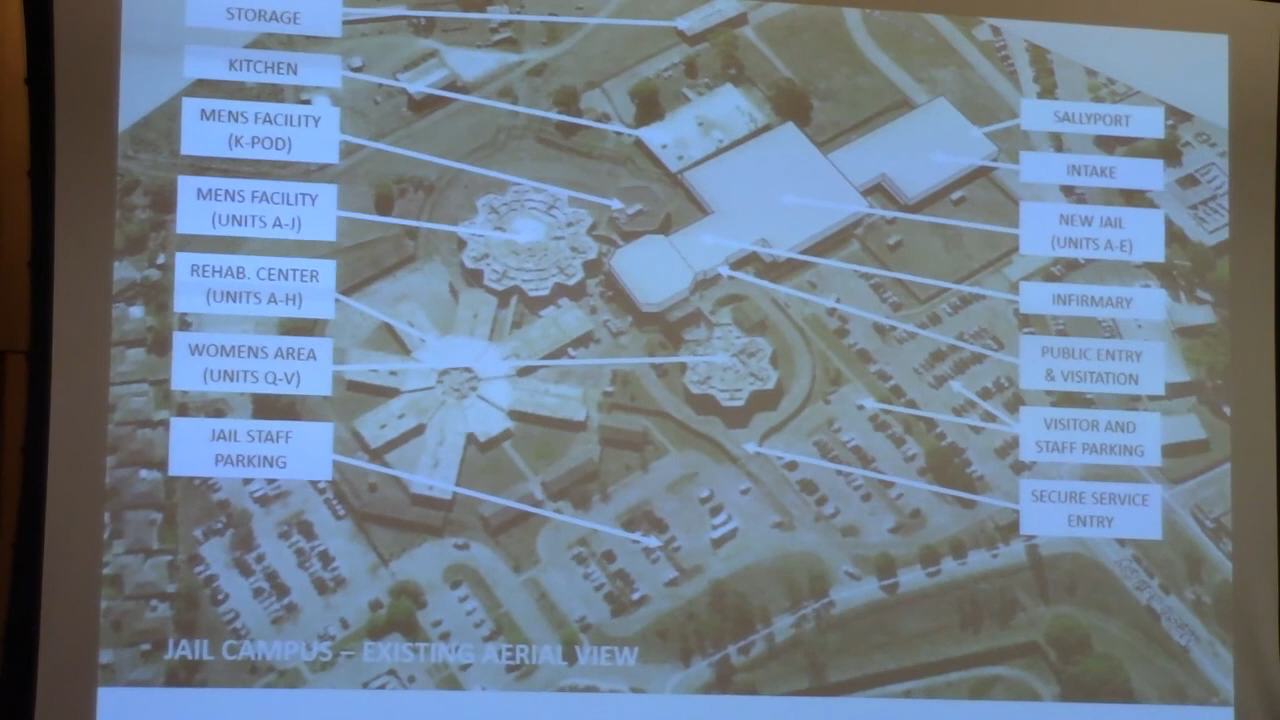 STORAGE
KITCHEN
MENS FACILITY
(K-POD)
MENS FACILITY
(UNITS A-J)
REHAB. CENTER
(UNITS A-H)
WOMENS AREA
(UNITS Q-V)
JAIL STAFF
PARKING
SALLYPORT
INTAKE
NEW JAIL
(UNITS A-E)
INFIRMARY
PUBLIC ENTRY
& VISITATION
VISITOR AND
STAFF PARKING
SECURE SERVICE
ENTRY
JAIL CAMPUS – EXISTING AERIAL VIEW